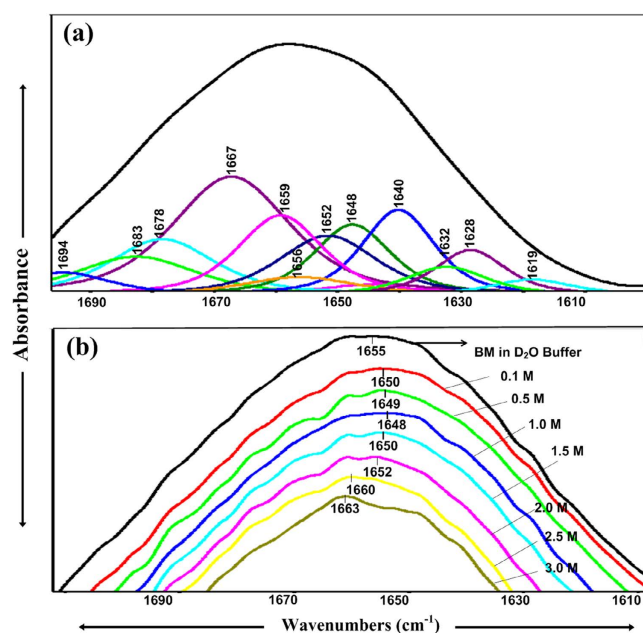 (a)
Absorbance
1694
1683
1678
1667
1659
1656
1652
1648
1640
1632
1628
1619
1690 1670 1650 1630 1610
(b)
BM in D₂O Buffer
1655
0.1 M
1650
0.5 M
1649
1.0 M
1648
1.5 M
1650
1652
2.0 M
1660
2.5 M
1663
3.0 M
1690 1670 1650 1630 1610
Wavenumbers (cm⁻¹)